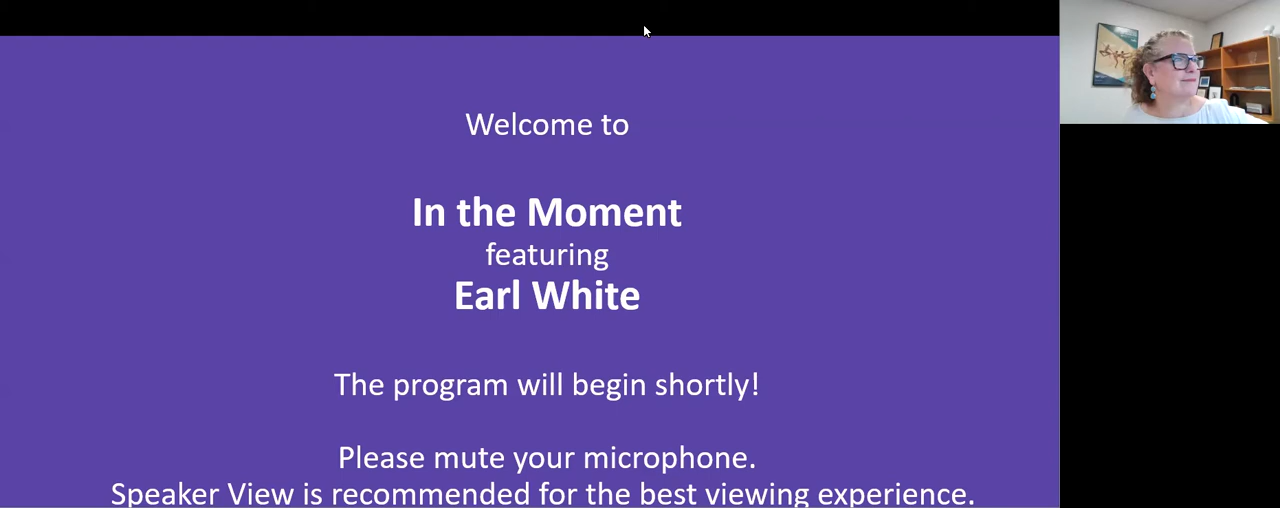 Welcome to
In the Moment
featuring
Earl White
The program will begin shortly!
Please mute your microphone.
Speaker View is recommended for the best viewing experience.